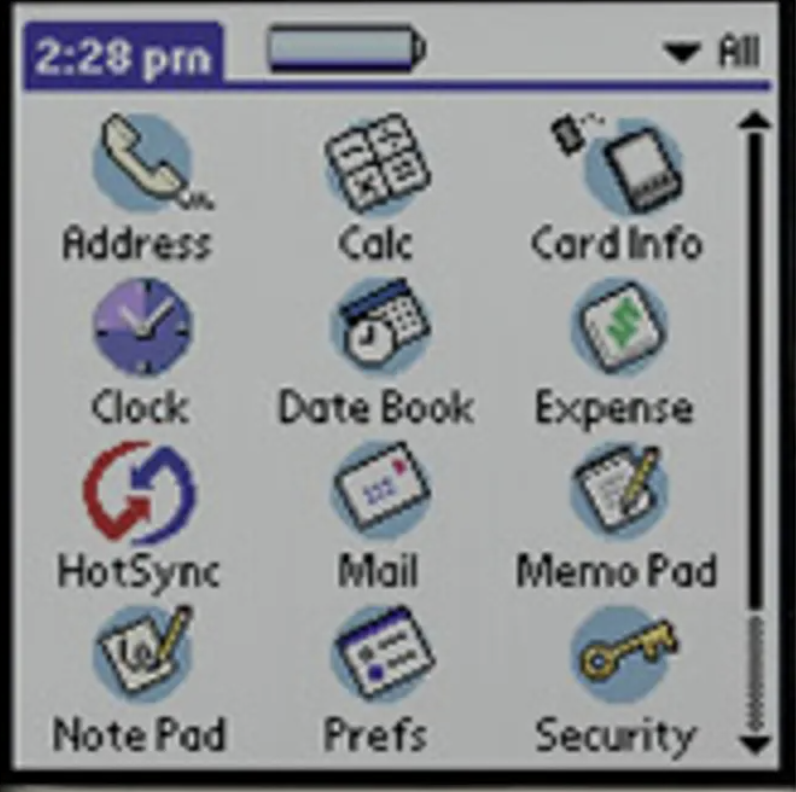 2:28 pm
All
Address
Calc
Card Info
Clock
Date Book
Expense
HotSync
Mail
Memo Pad
Note Pad
Prefs
Security